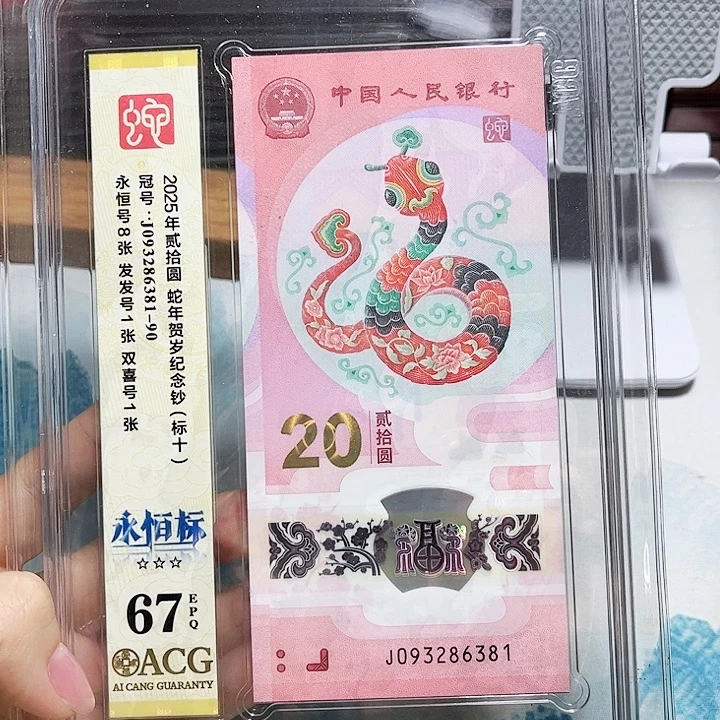 蛇
2025年贰拾圆 蛇年贺岁纪念钞(标十)
冠号:J093286381-90
永恒号8张 发发号1张 双喜号1张
永恒标
☆☆☆
67
EPQ
ACG
AI CANG GUARANTY
中国人民银行
蛇
20
贰拾圆
福
J093286381